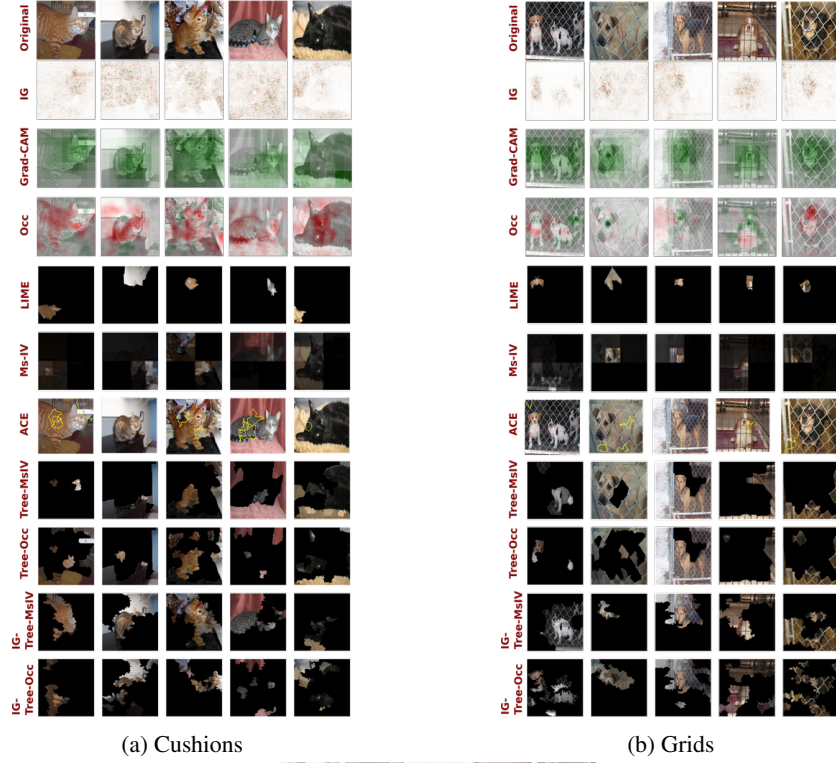 Original
IG
Grad-CAM
Occ
LIME
Ms-IV
ACE
Tree-MsIV
Tree-Occ
IG-
Tree-MsIV
IG-
Tree-Occ
(a) Cushions
Original
IG
Grad-CAM
Occ
LIME
Ms-IV
ACE
Tree-MsIV
Tree-Occ
IG-
Tree-MsIV
IG-
Tree-Occ
(b) Grids